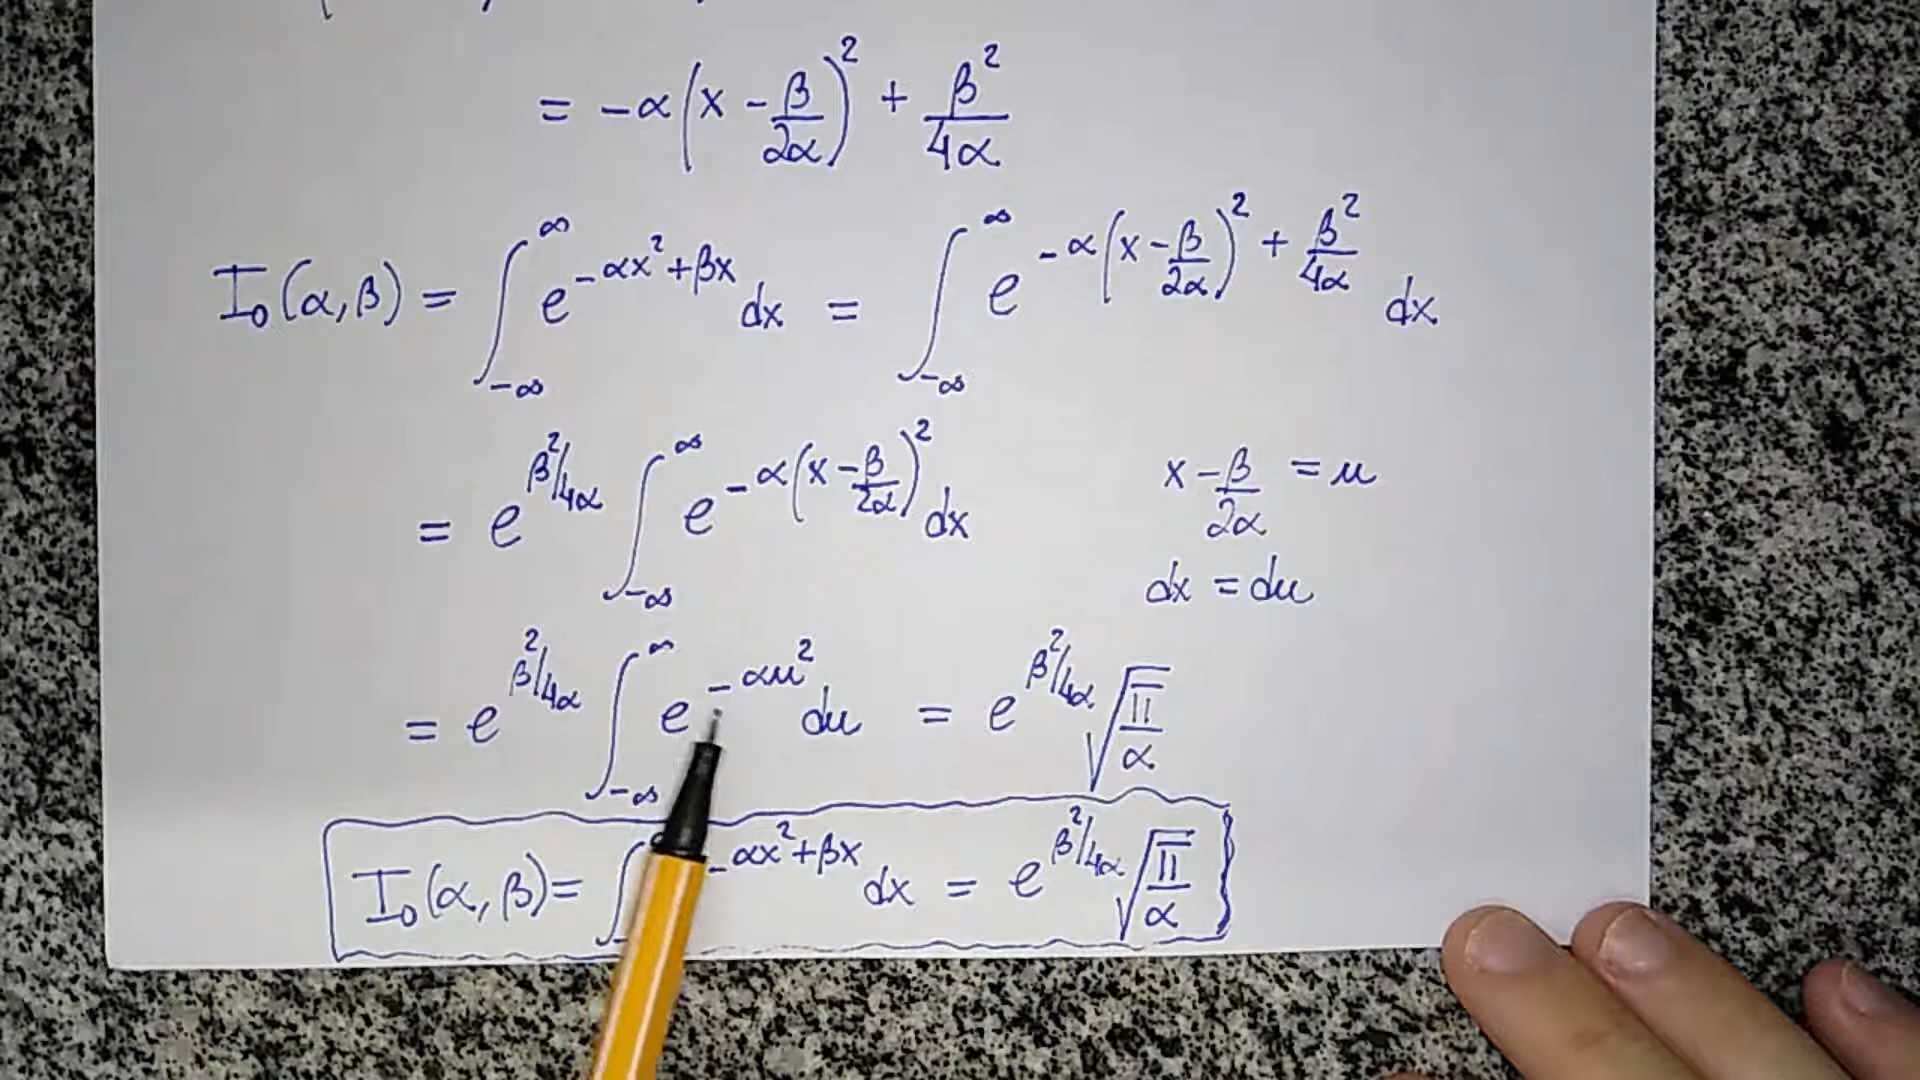 = -α(x - β/2α)² + β²/4α
I₀(α,β) = ∫_{-∞}^{∞} e^{-αx²+βx} dx = ∫_{-∞}^{∞} e^{-α(x-β/2α)² + β²/4α} dx
= e^{β²/4α} ∫_{-∞}^{∞} e^{-α(x-β/2α)²} dx    x - β/2α = u
dx = du
= e^{β²/4α} ∫_{-∞}^{∞} e^{-αu²} du = e^{β²/4α} √(π/α)
I₀(α,β) = ∫ -αx²+βx dx = e^{β²/4α} √(π/α)